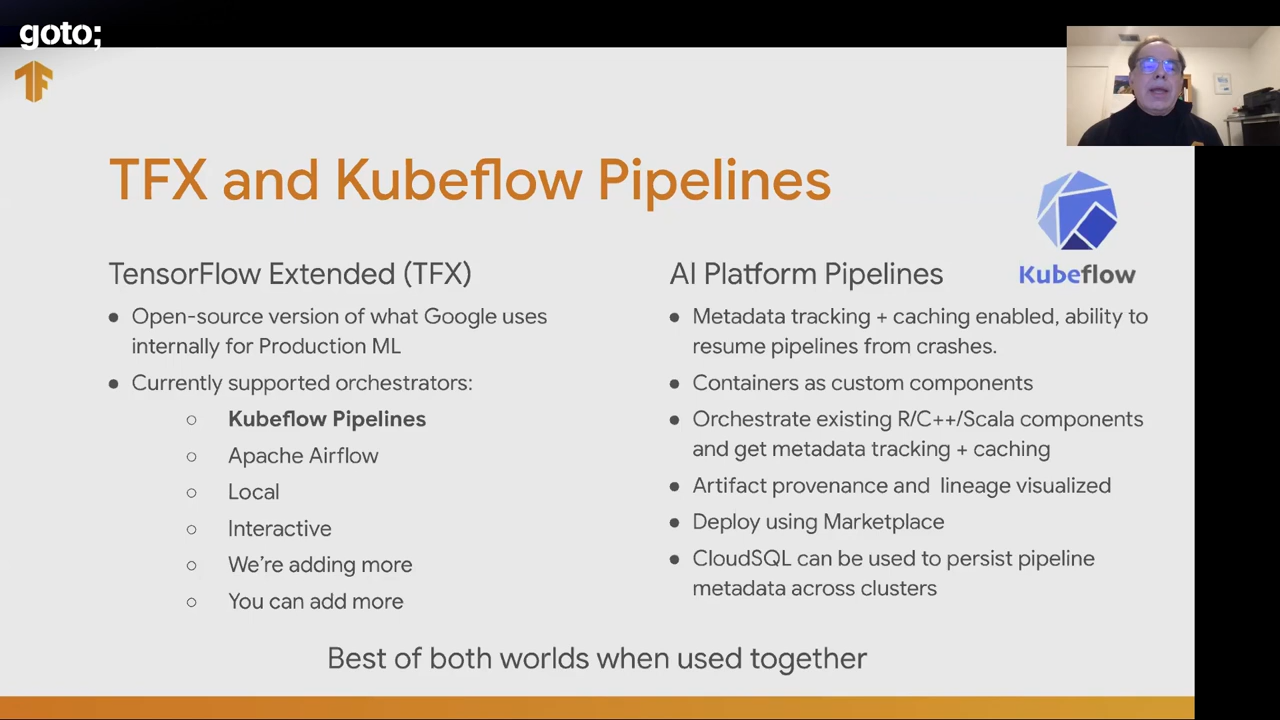 goto;
TFX and Kubeflow Pipelines
TensorFlow Extended (TFX)
● Open-source version of what Google uses
internally for Production ML
● Currently supported orchestrators:
○ Kubeflow Pipelines
○ Apache Airflow
○ Local
○ Interactive
○ We're adding more
○ You can add more
AI Platform Pipelines
Kubeflow
● Metadata tracking + caching enabled, ability to
resume pipelines from crashes.
● Containers as custom components
● Orchestrate existing R/C++/Scala components
and get metadata tracking + caching
● Artifact provenance and lineage visualized
● Deploy using Marketplace
● CloudSQL can be used to persist pipeline
metadata across clusters
Best of both worlds when used together